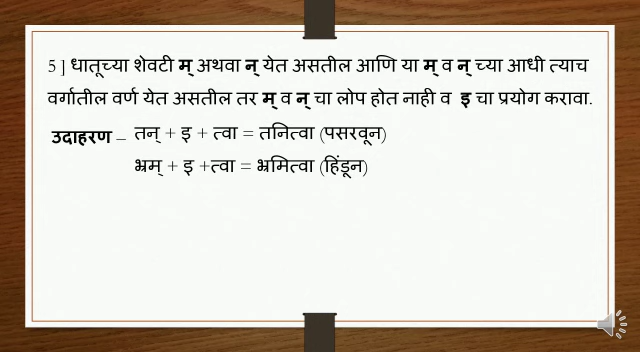 5 ] धातूच्या शेवटी म् अथवा न् येत असतील आणि या म् व न् च्या आधी त्याच
वर्गातील वर्ण येत असतील तर म् व न् चा लोप होत नाही व इ चा प्रयोग करावा.
उदाहरण – तन् + इ + त्वा = तनित्वा (पसरवून)
भ्रम् + इ +त्वा = भ्रमित्वा (हिंडून)